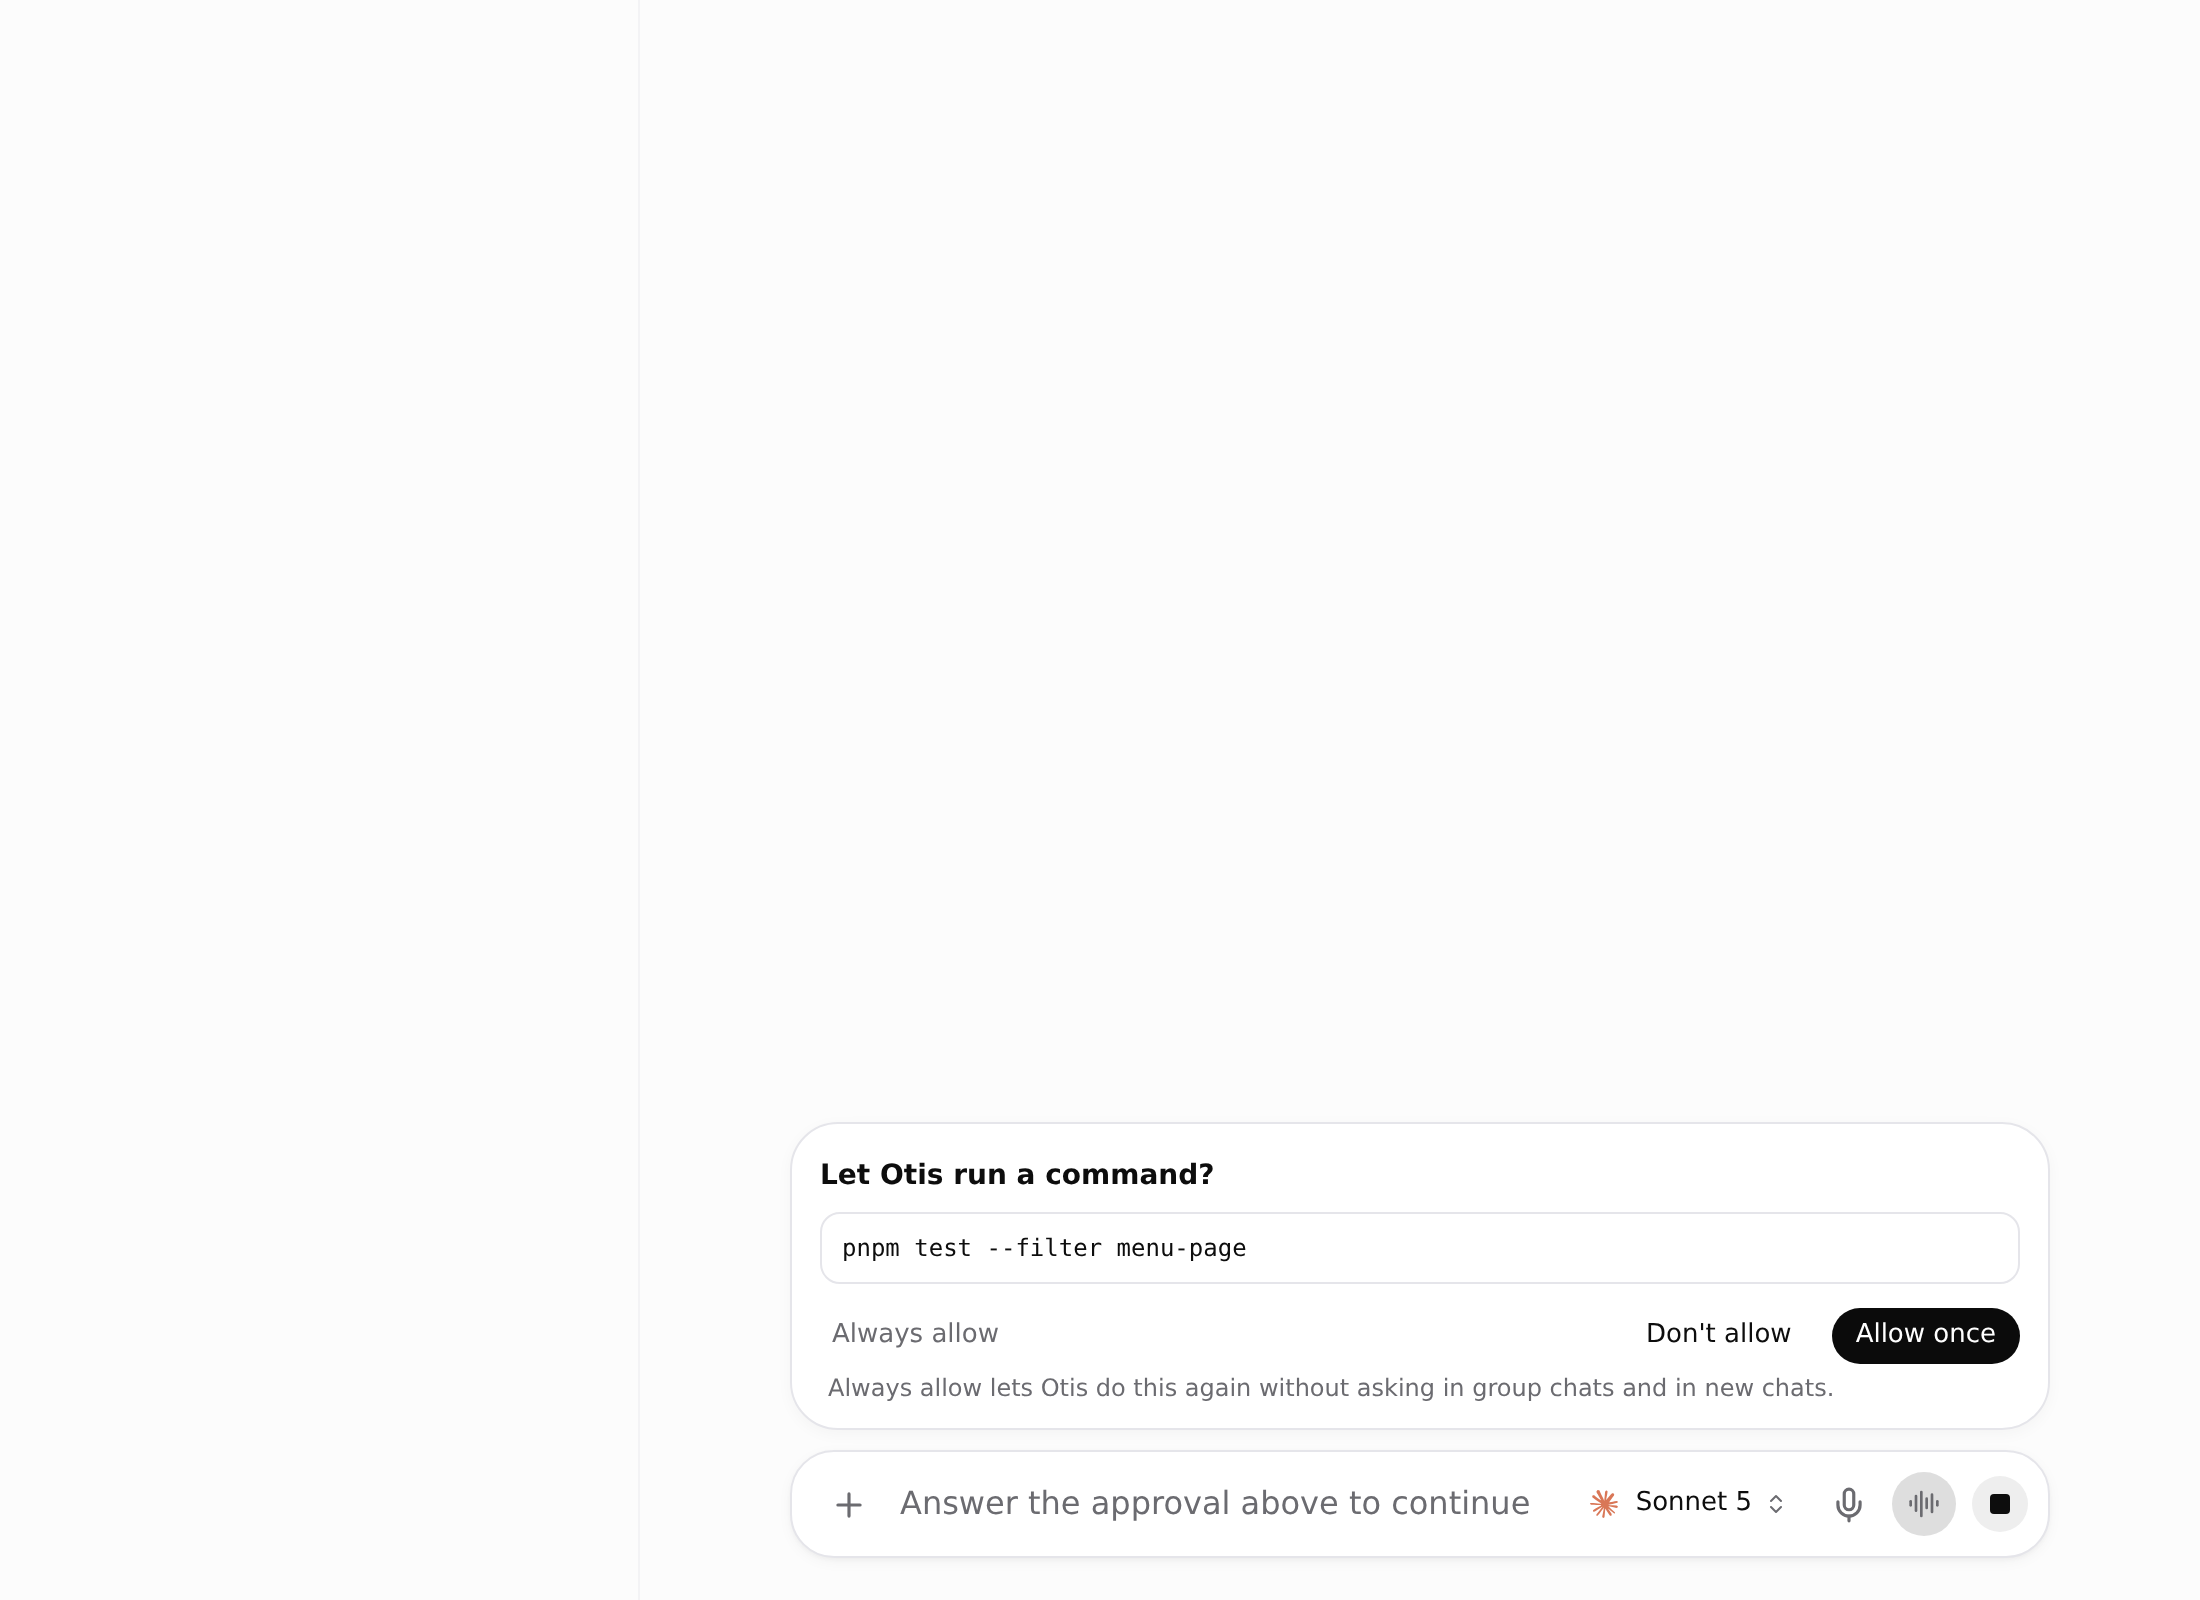 Let Otis run a command?
pnpm test --filter menu-page
Always allow
Don't allow
Allow once
Always allow lets Otis do this again without asking in group chats and in new chats.
Answer the approval above to continue
Sonnet 5